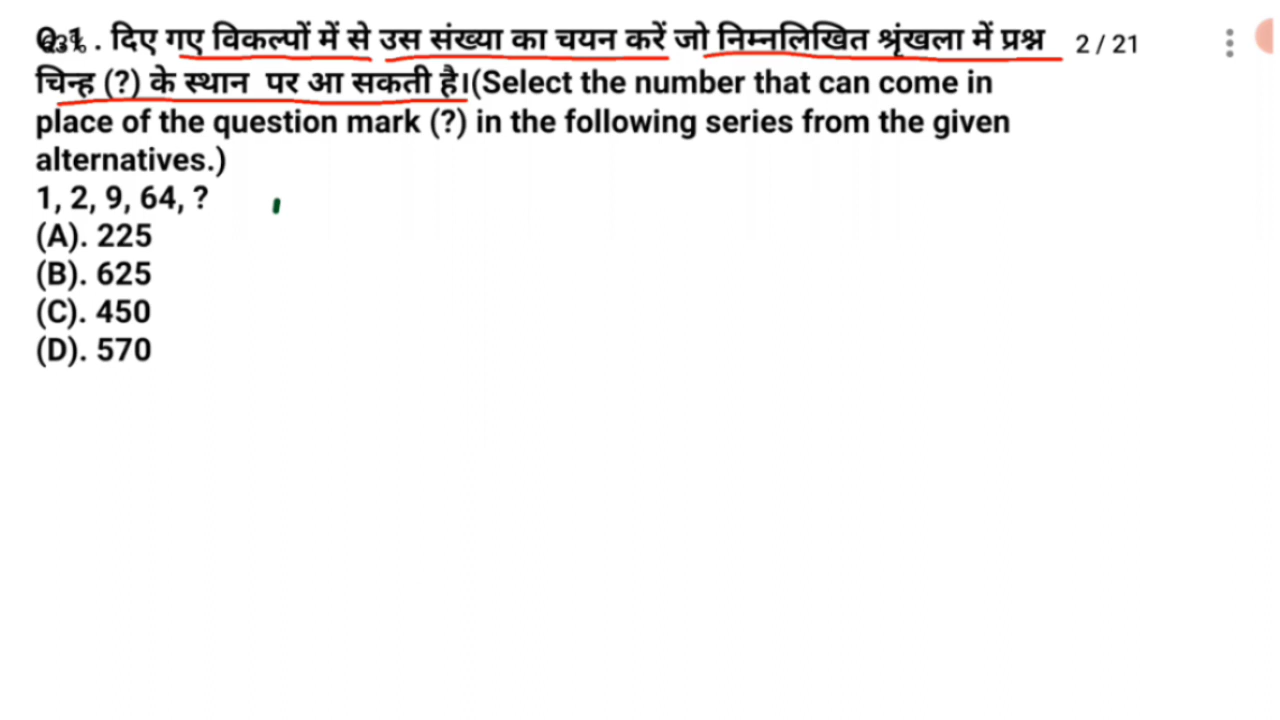 Q.1 . दिए गए विकल्पों में से उस संख्या का चयन करें जो निम्नलिखित श्रृंखला में प्रश्न 2 / 21
चिन्ह (?) के स्थान पर आ सकती है।(Select the number that can come in
place of the question mark (?) in the following series from the given
alternatives.)
1, 2, 9, 64, ?
(A). 225
(B). 625
(C). 450
(D). 570